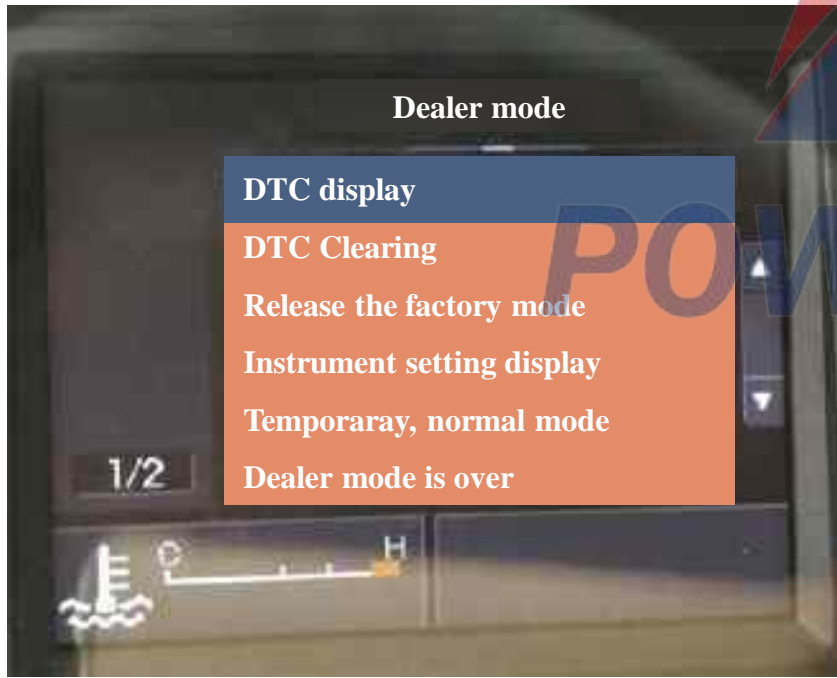 Dealer mode
DTC display
DTC Clearing
Release the factory mode
Instrument setting display
Temporaray, normal mode
Dealer mode is over
1/2
C H
POW